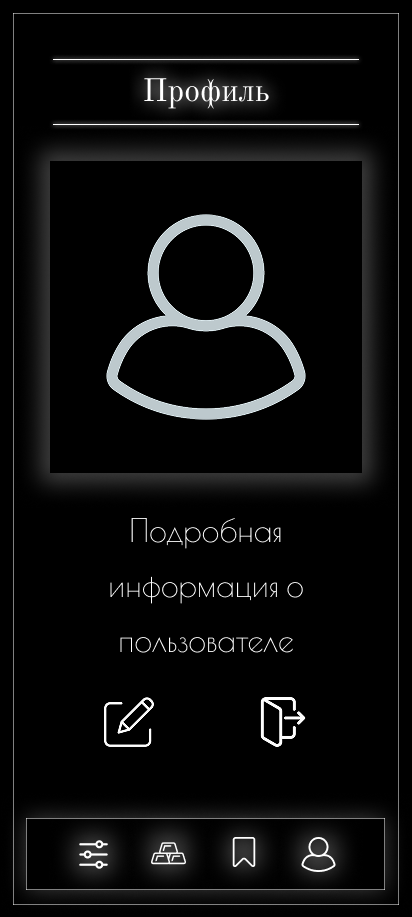 Профиль
Подробная
информация о
пользователе